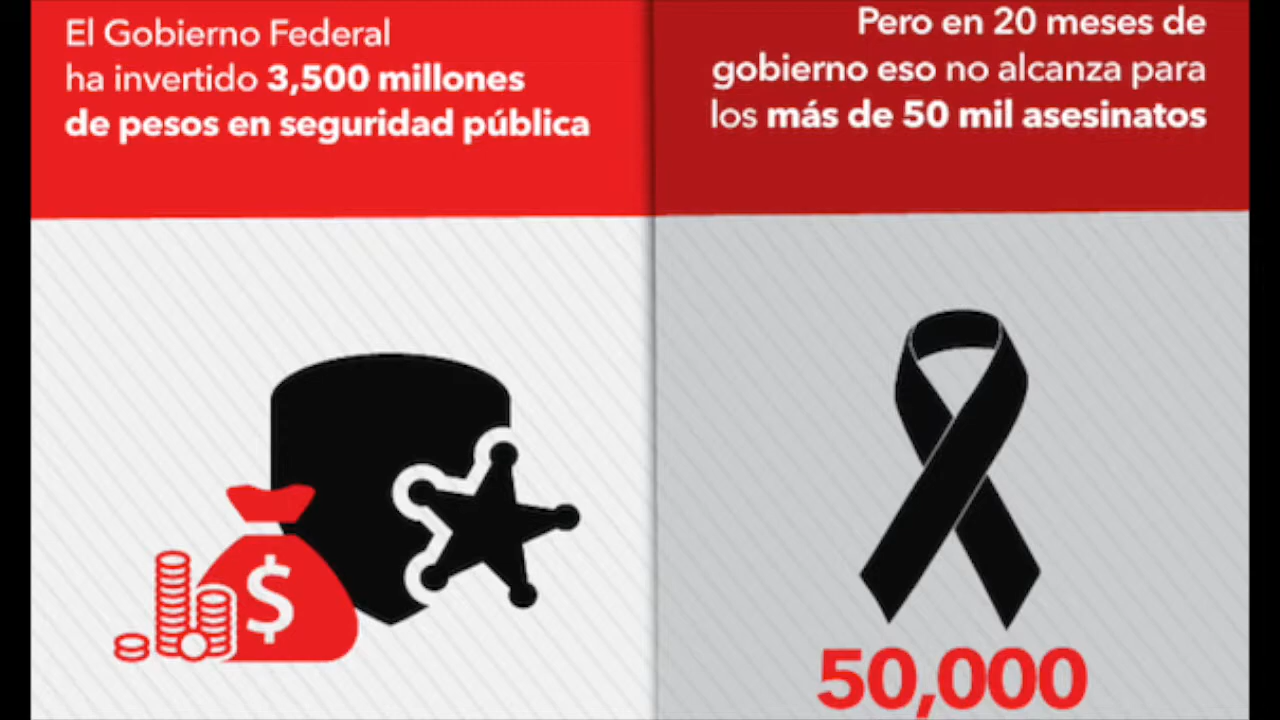 El Gobierno Federal
ha invertido 3,500 millones
de pesos en seguridad pública
Pero en 20 meses de
gobierno eso no alcanza para
los más de 50 mil asesinatos
$
50,000